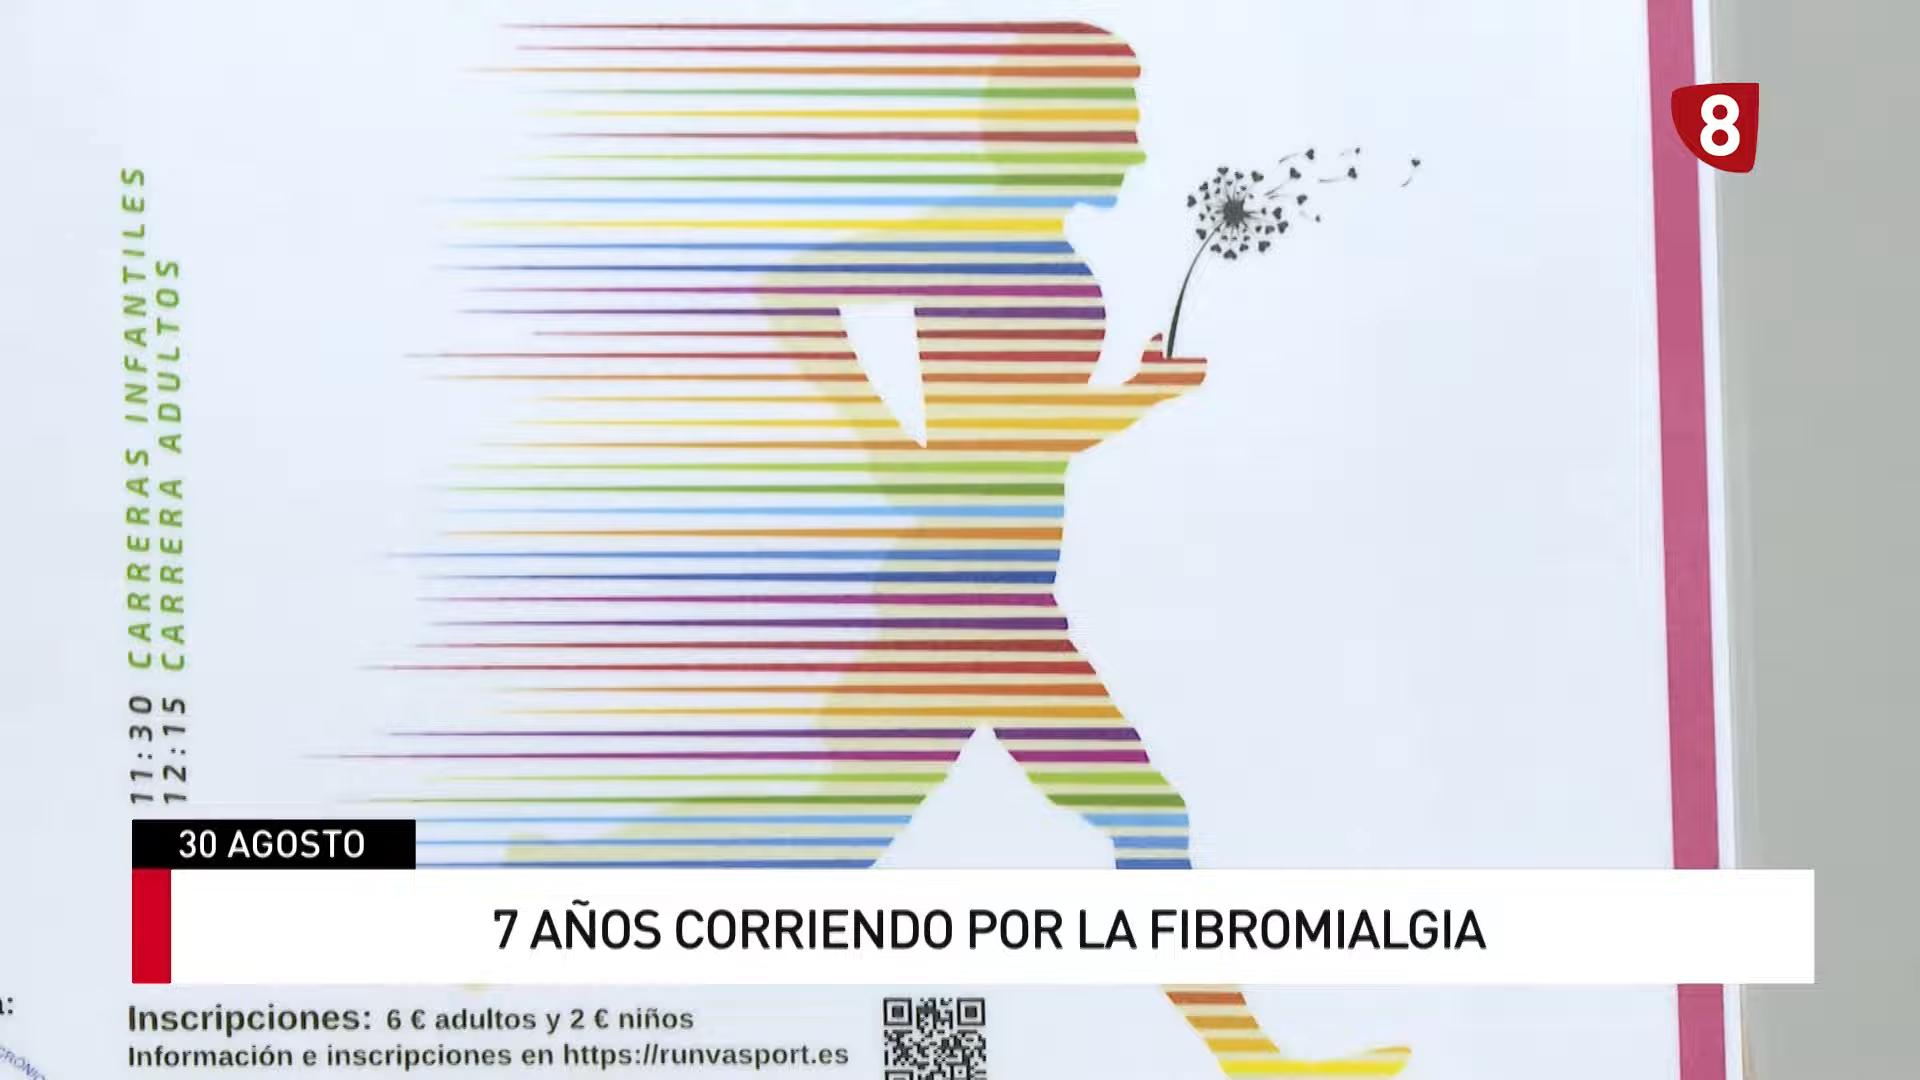 8
11:30 CARRERAS INFANTILES
12:15 CARRERA ADULTOS
30 AGOSTO
7 AÑOS CORRIENDO POR LA FIBROMIALGIA
Inscripciones: 6 € adultos y 2 € niños
Información e inscripciones en https://runvasport.es